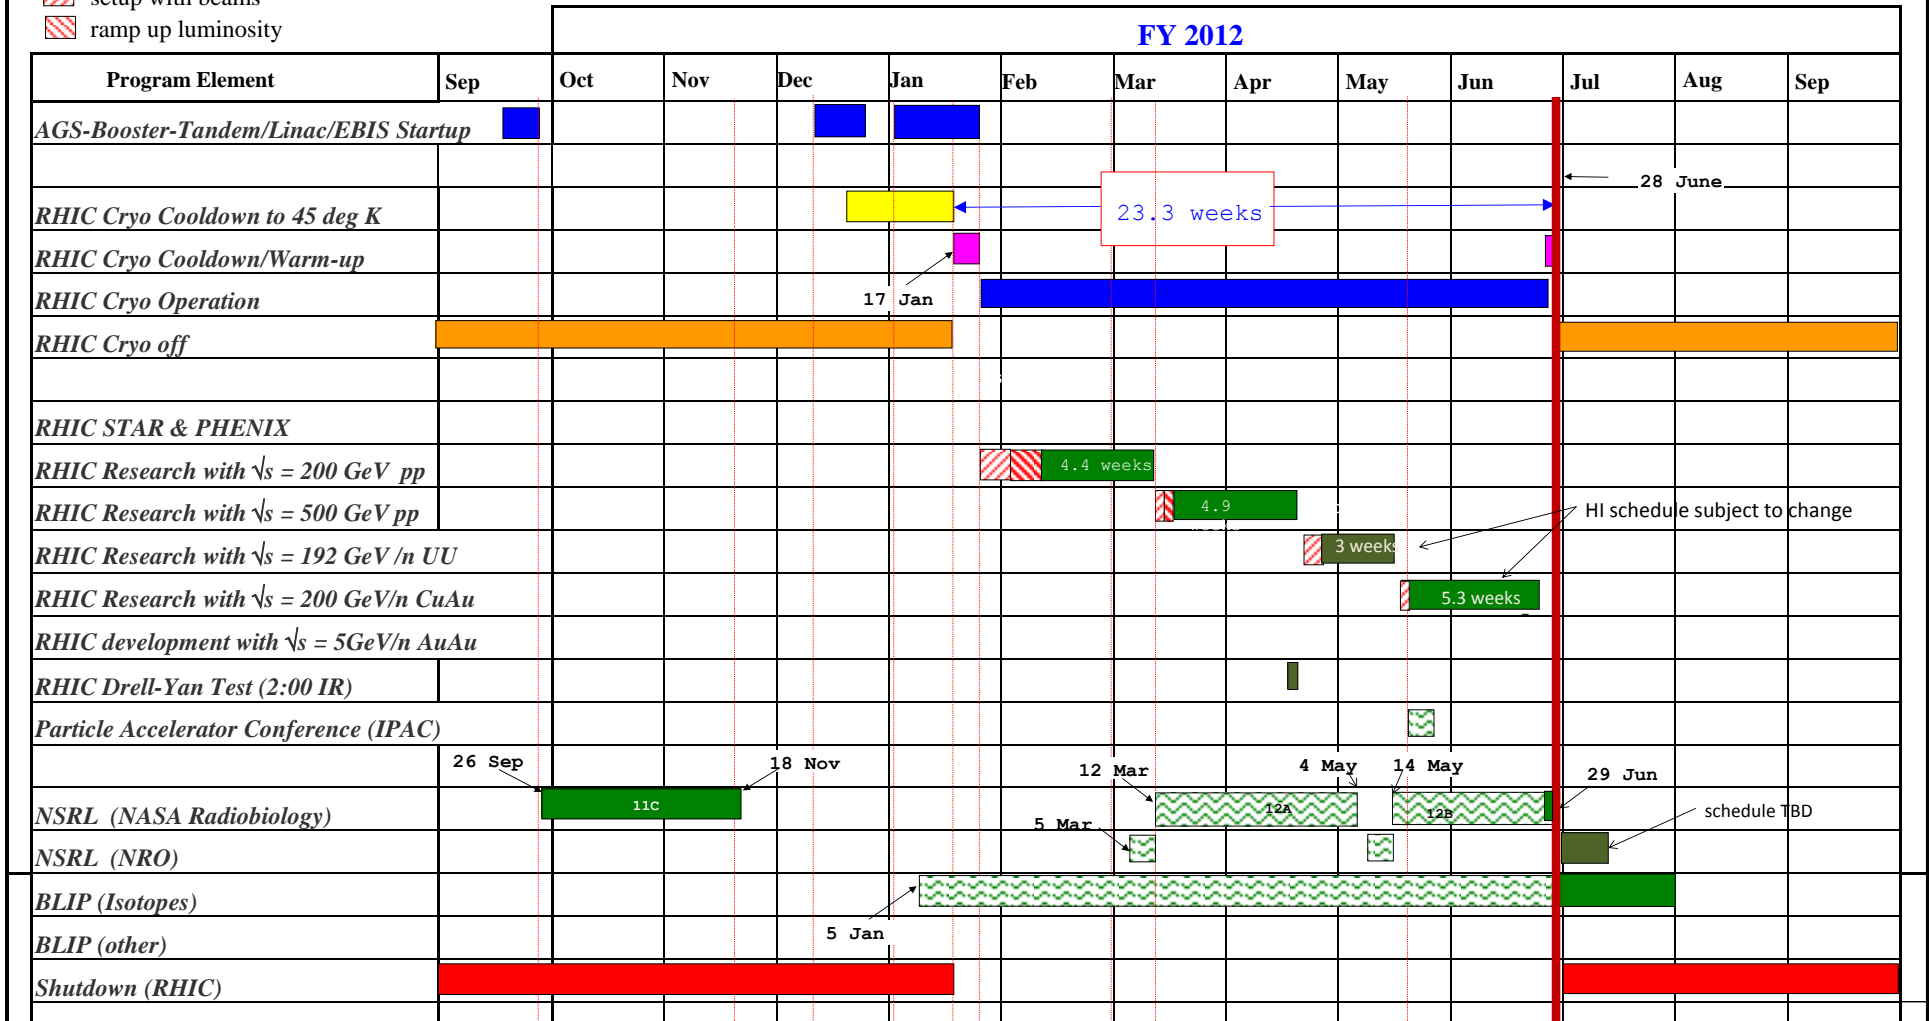 setup with beams
ramp up luminosity
FY 2012
Program Element Sep Oct Nov Dec Jan Feb Mar Apr May Jun Jul Aug Sep
AGS-Booster-Tandem/Linac/EBIS Startup
28 June
RHIC Cryo Cooldown to 45 deg K
23.3 weeks
RHIC Cryo Cooldown/Warm-up
17 Jan
RHIC Cryo Operation
RHIC Cryo off
RHIC STAR & PHENIX
RHIC Research with √s = 200 GeV pp
4.4 weeks
RHIC Research with √s = 500 GeV pp
4.9
HI schedule subject to change
RHIC Research with √s = 192 GeV /n UU
3 weeks
RHIC Research with √s = 200 GeV/n CuAu
5.3 weeks
RHIC development with √s = 5GeV/n AuAu
RHIC Drell-Yan Test (2:00 IR)
Particle Accelerator Conference (IPAC)
26 Sep
18 Nov
12 Mar
4 May
14 May
29 Jun
NSRL (NASA Radiobiology)
11C
12A
12B
schedule TBD
5 Mar
NSRL (NRO)
BLIP (Isotopes)
5 Jan
BLIP (other)
Shutdown (RHIC)